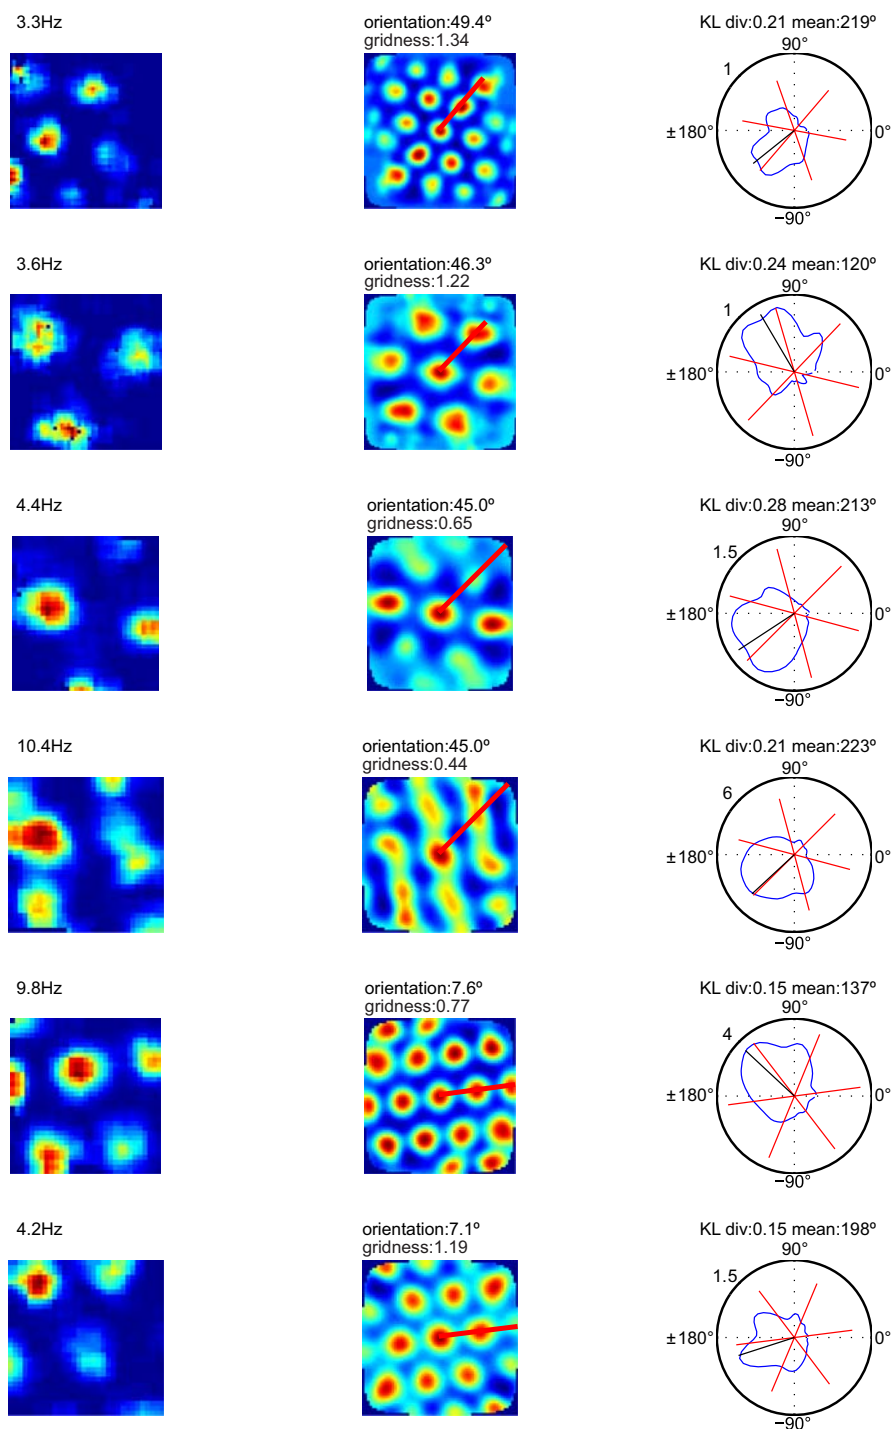 3.3Hz
orientation:49.4º
gridness:1.34
KL div:0.21 mean:219º
90°
1
±180°
0°
−90°
3.6Hz
orientation:46.3º
gridness:1.22
KL div:0.24 mean:120º
90°
1
±180°
0°
−90°
4.4Hz
orientation:45.0º
gridness:0.65
KL div:0.28 mean:213º
90°
1.5
±180°
0°
−90°
10.4Hz
orientation:45.0º
gridness:0.44
KL div:0.21 mean:223º
90°
6
±180°
0°
−90°
9.8Hz
orientation:7.6º
gridness:0.77
KL div:0.15 mean:137º
90°
4
±180°
0°
−90°
4.2Hz
orientation:7.1º
gridness:1.19
KL div:0.15 mean:198º
90°
1.5
±180°
0°
−90°